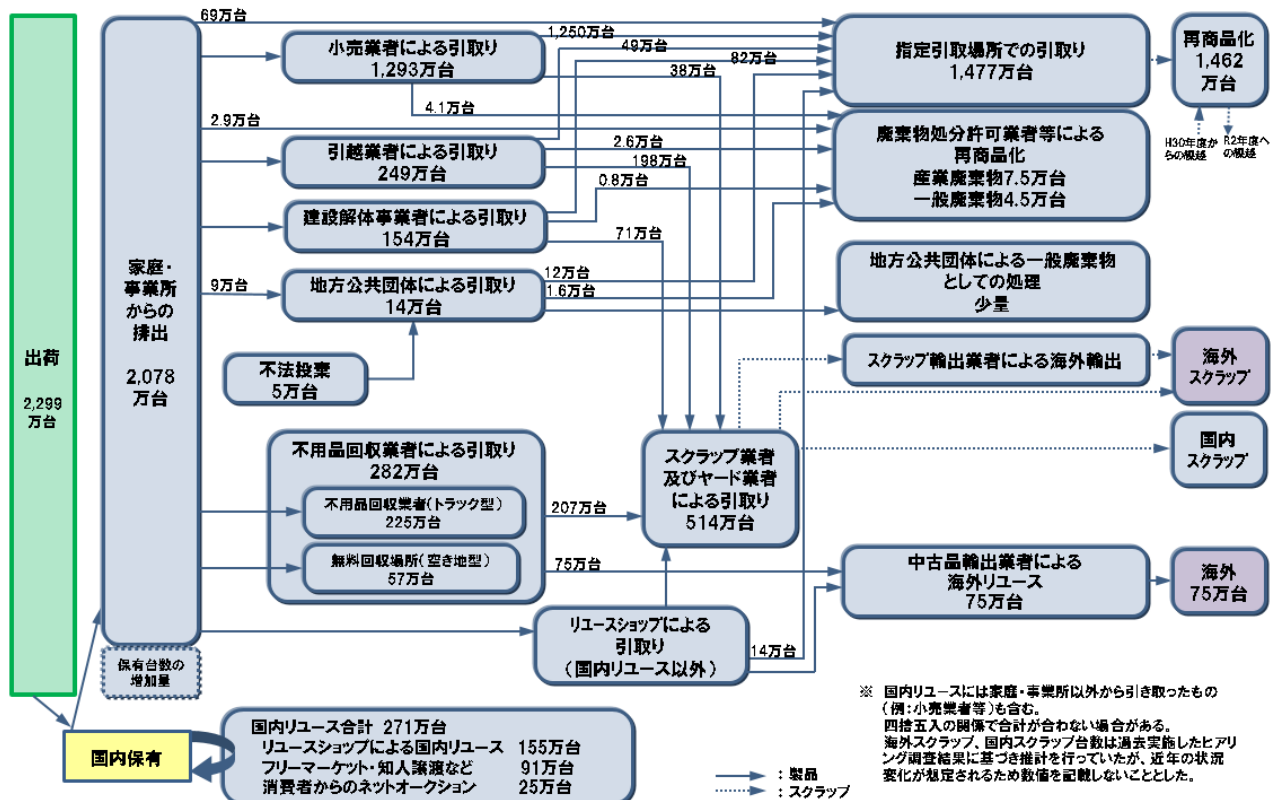 出荷
2,299
万台
家庭・
事業所
からの
排出
2,078
万台
保有台数の
増加量
国内保有
69万台
小売業者による引取り
1,293万台
1,250万台
49万台
82万台
38万台
4.1万台
2.9万台
引越業者による引取り
249万台
2.6万台
198万台
0.8万台
建設解体事業者による引取り
154万台
71万台
9万台
地方公共団体による引取り
14万台
12万台
1.6万台
不法投棄
5万台
不用品回収業者による引取り
282万台
不用品回収業者(トラック型)
225万台
無料回収場所(空き地型)
57万台
207万台
75万台
リユースショップによる
引取り
(国内リユース以外)
14万台
スクラップ業者
及びヤード業者
による引取り
514万台
指定引取場所での引取り
1,477万台
再商品化
1,462
万台
H30年度か
らの繰越
R2年度へ
の繰越
廃棄物処分許可業者等による
再商品化
産業廃棄物7.5万台
一般廃棄物4.5万台
地方公共団体による一般廃棄物
としての処理
少量
スクラップ輸出業者による海外輸出
海外
スクラップ
国内
スクラップ
中古品輸出業者による
海外リユース
75万台
海外
75万台
国内リユース合計 271万台
リユースショップによる国内リユース 155万台
フリーマーケット・知人譲渡など 91万台
消費者からのネットオークション 25万台
※ 国内リユースには家庭・事業所以外から引き取ったもの
(例:小売業者等)も含む。
四捨五入の関係で合計が合わない場合がある。
海外スクラップ、国内スクラップ台数は過去実施したヒアリ
ング調査結果に基づき推計を行っていたが、近年の状況
変化が想定されるため数値を記載しないこととした。
:製品
:スクラップ